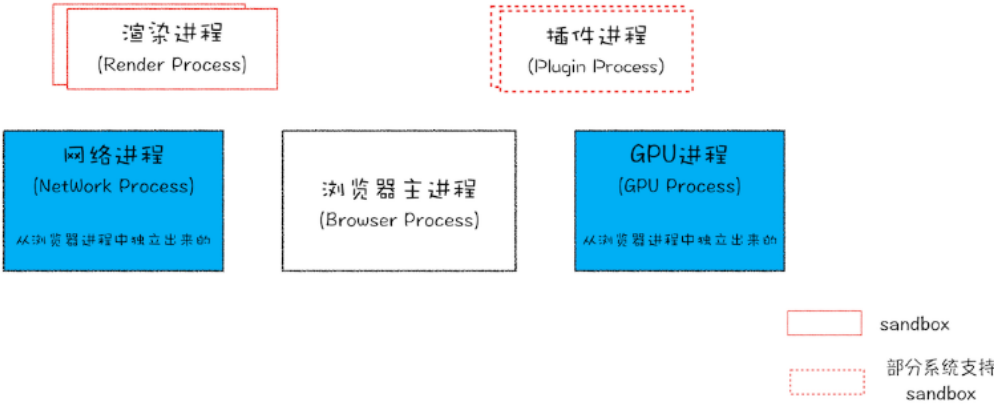 渲染进程
(Render Process)
插件进程
(Plugin Process)
网络进程
(NetWork Process)
从浏览器进程中独立出来的
浏览器主进程
(Browser Process)
GPU进程
(GPU Process)
从浏览器进程中独立出来的
sandbox
部分系统支持
sandbox